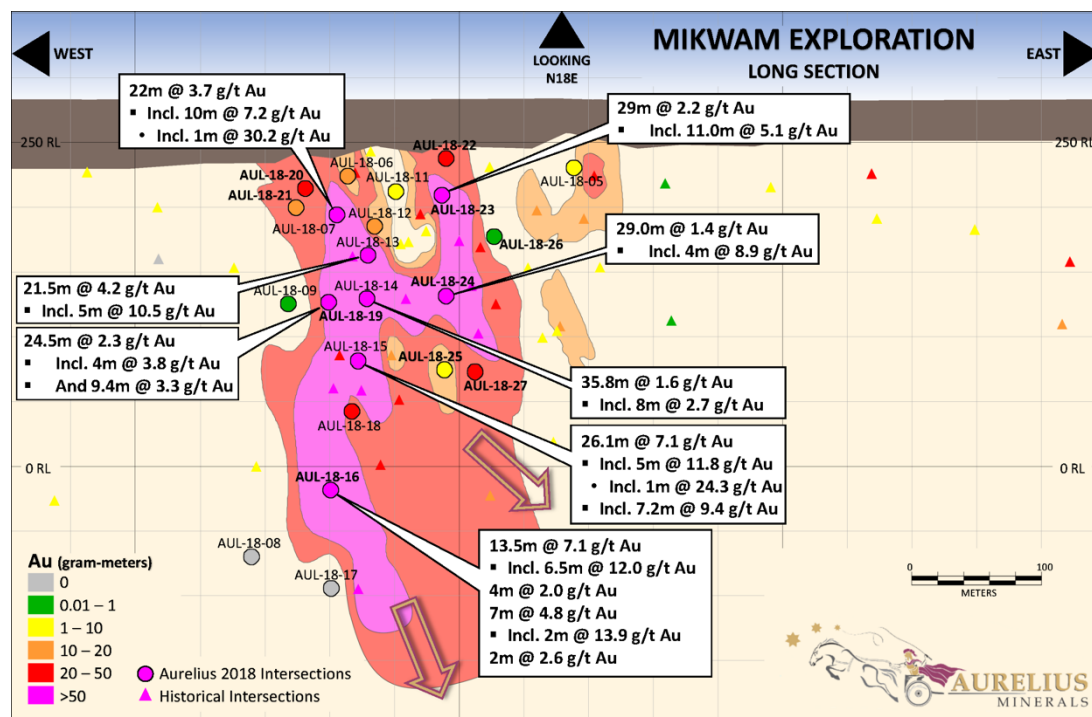 MIKWAM EXPLORATION
LONG SECTION
WEST
LOOKING
N18E
EAST
22m @ 3.7 g/t Au
▪ Incl. 10m @ 7.2 g/t Au
• Incl. 1m @ 30.2 g/t Au
29m @ 2.2 g/t Au
▪ Incl. 11.0m @ 5.1 g/t Au
250 RL
250 RL
AUL-18-22
AUL-18-06
AUL-18-11
AUL-18-20
AUL-18-05
AUL-18-21
AUL-18-23
AUL-18-12
AUL-18-07
AUL-18-13
AUL-18-26
29.0m @ 1.4 g/t Au
▪ Incl. 4m @ 8.9 g/t Au
21.5m @ 4.2 g/t Au
▪ Incl. 5m @ 10.5 g/t Au
AUL-18-24
AUL-18-14
AUL-18-09
AUL-18-19
24.5m @ 2.3 g/t Au
▪ Incl. 4m @ 3.8 g/t Au
▪ And 9.4m @ 3.3 g/t Au
AUL-18-15
AUL-18-25
AUL-18-27
35.8m @ 1.6 g/t Au
▪ Incl. 8m @ 2.7 g/t Au
AUL-18-18
26.1m @ 7.1 g/t Au
▪ Incl. 5m @ 11.8 g/t Au
• Incl. 1m @ 24.3 g/t Au
▪ Incl. 7.2m @ 9.4 g/t Au
0 RL
0 RL
AUL-18-16
13.5m @ 7.1 g/t Au
▪ Incl. 6.5m @ 12.0 g/t Au
4m @ 2.0 g/t Au
7m @ 4.8 g/t Au
▪ Incl. 2m @ 13.9 g/t Au
2m @ 2.6 g/t Au
AUL-18-08
AUL-18-17
Au (gram-meters)
0
0.01 – 1
1 – 10
10 – 20
20 – 50
>50
Aurelius 2018 Intersections
Historical Intersections
0 100
METERS
AURELIUS
MINERALS